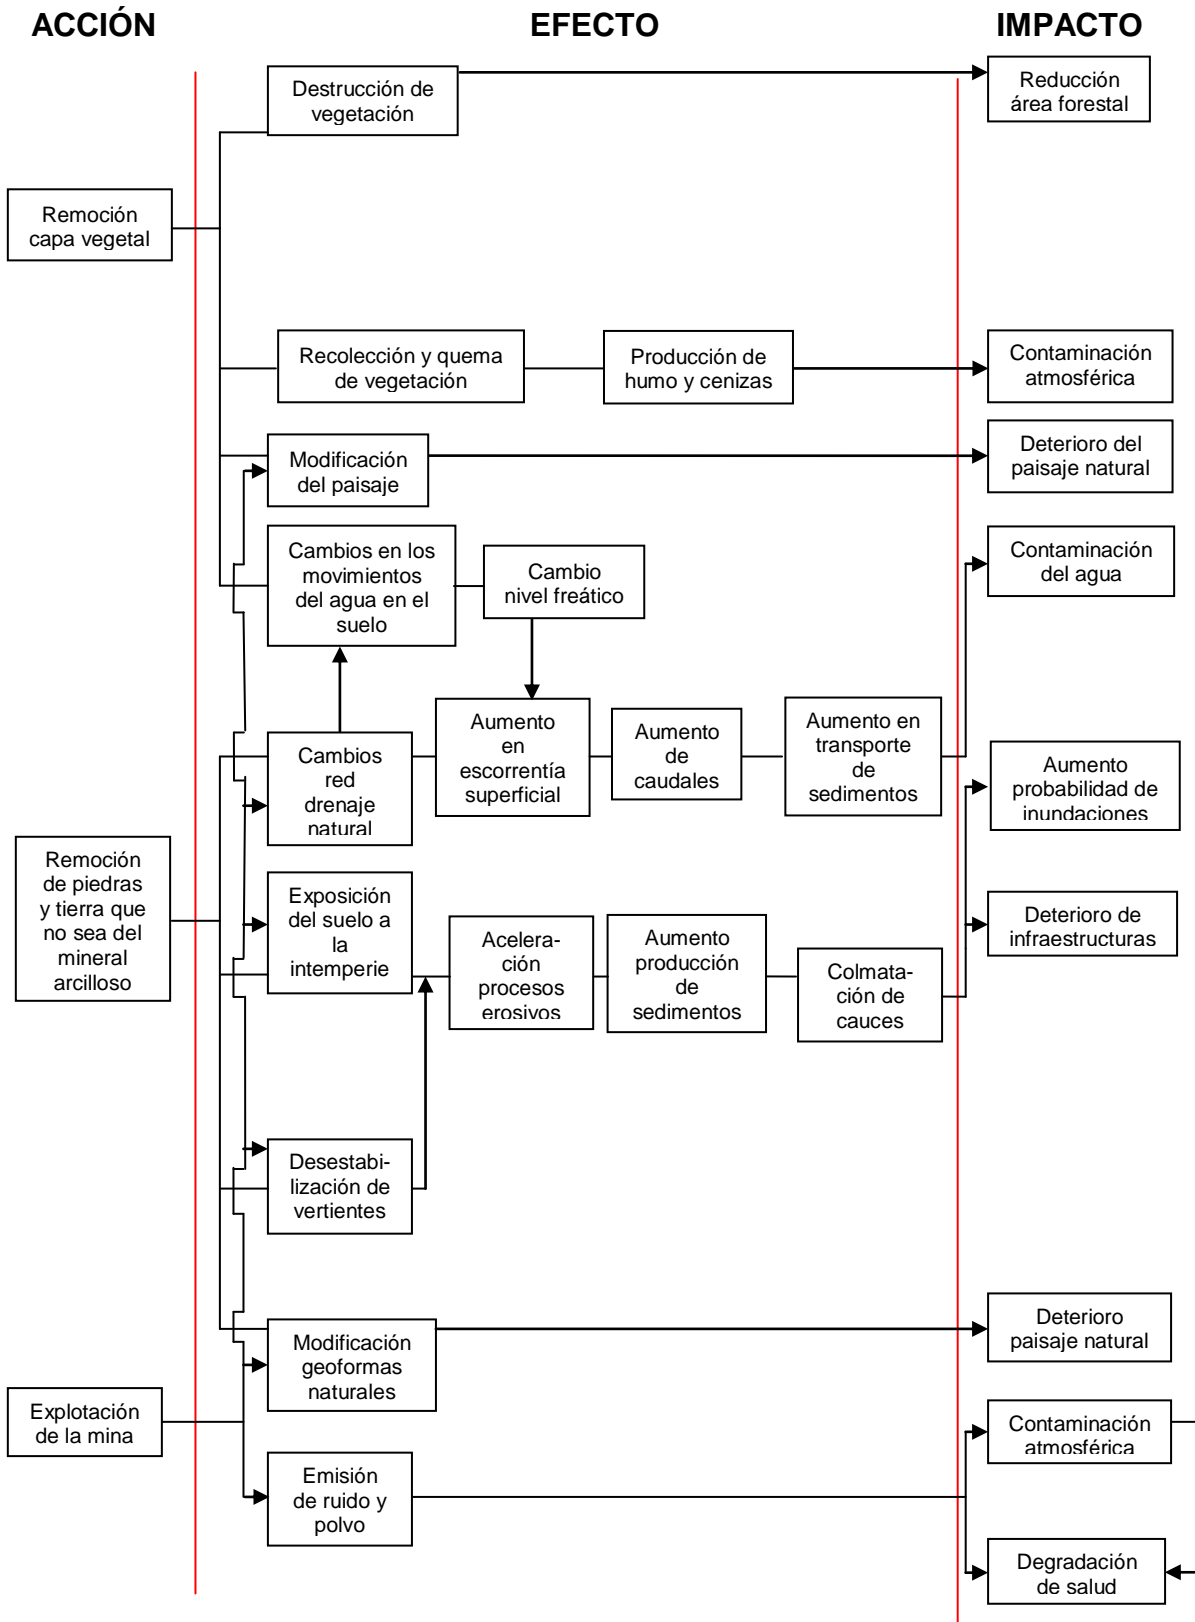 ACCIÓN
EFECTO
IMPACTO
Destrucción de
vegetación
Reducción
área forestal
Remoción
capa vegetal
Recolección y quema
de vegetación
Producción de
humo y cenizas
Contaminación
atmosférica
Modificación
del paisaje
Deterioro del
paisaje natural
Cambios en los
movimientos
del agua en el
suelo
Cambio
nivel freático
Contaminación
del agua
Cambios
red
drenaje
natural
Aumento
en
escorrentía
superficial
Aumento
de
caudales
Aumento en
transporte
de
sedimentos
Aumento
probabilidad de
inundaciones
Remoción
de piedras
y tierra que
no sea del
mineral
arcilloso
Exposición
del suelo a
la
intemperie
Acelera-
ción
procesos
erosivos
Aumento
producción
de
sedimentos
Colmata-
ción de
cauces
Deterioro de
infraestructuras
Desestabi-
lización de
vertientes
Modificación
geoformas
naturales
Deterioro
paisaje natural
Explotación
de la mina
Contaminación
atmosférica
Emisión
de ruido y
polvo
Degradación
de salud